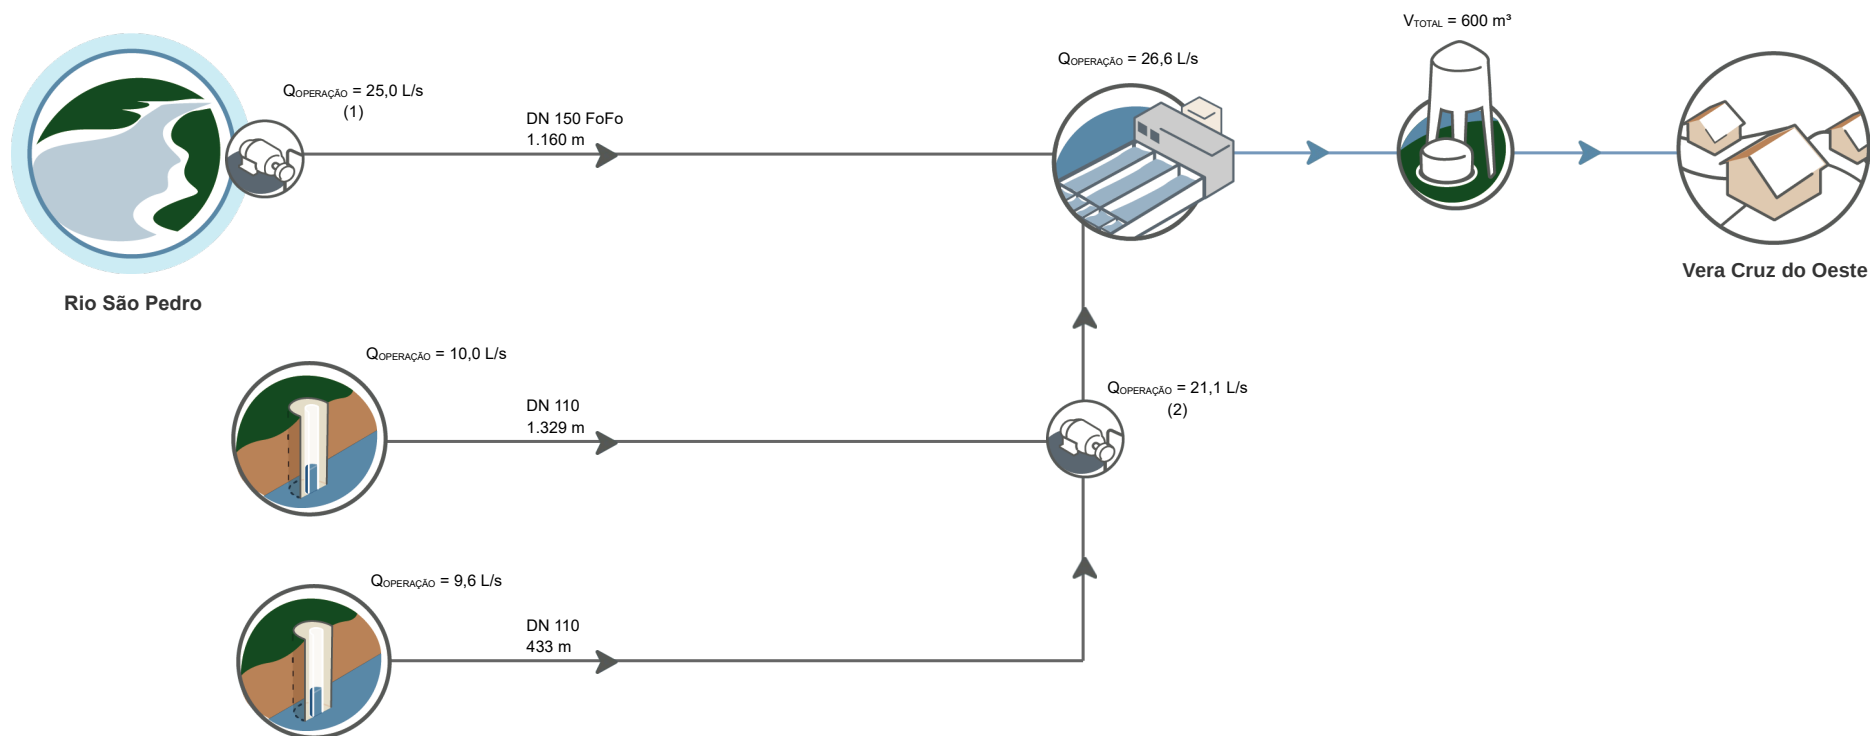 V TOTAL = 600 m³
QOPERAÇÃO = 26,6 L/s
QOPERAÇÃO = 25,0 L/s
(1)
DN 150 FoFo
1.160 m
Vera Cruz do Oeste
Rio São Pedro
QOPERAÇÃO = 10,0 L/s
DN 110
1.329 m
QOPERAÇÃO = 21,1 L/s
(2)
QOPERAÇÃO = 9,6 L/s
DN 110
433 m